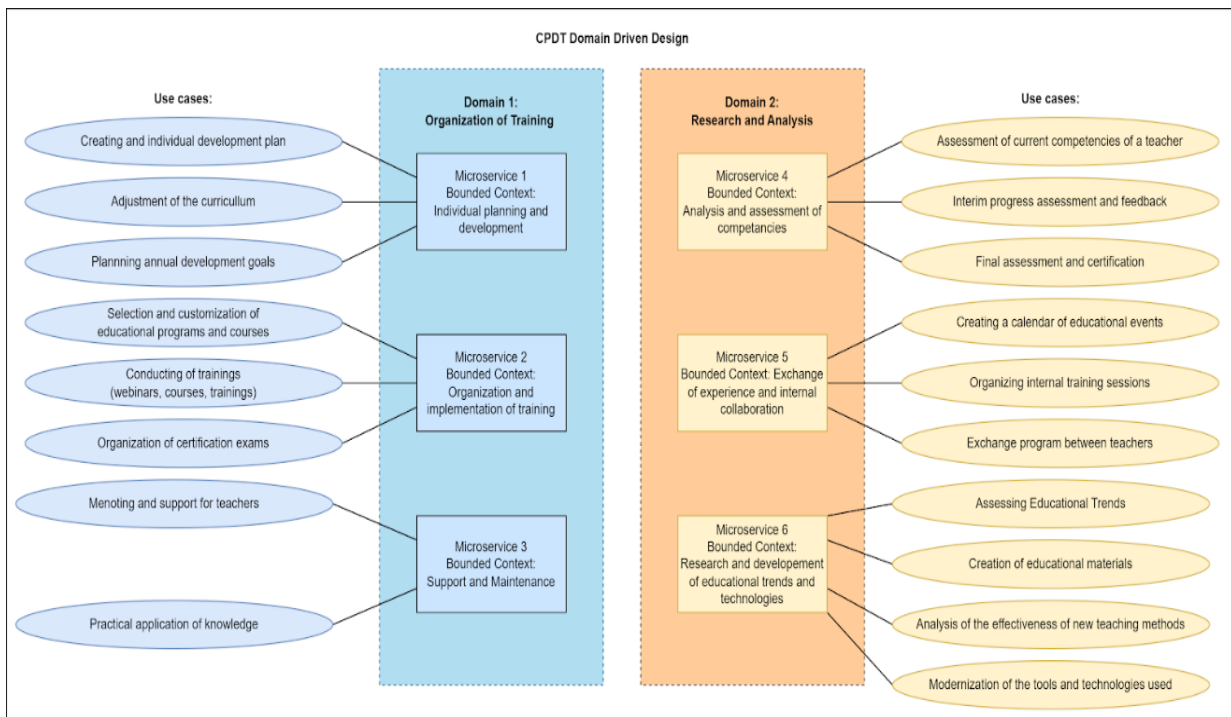 CPDT Domain Driven Design
Use cases:
Creating and individual development plan
Adjustment of the curricullum
Plannning annual development goals
Selection and customization of
educational programs and courses
Conducting of trainings
(webinars, courses, trainings)
Organization of certification exams
Menoting and support for teachers
Practical application of knowledge
Domain 1:
Organization of Training
Microservice 1
Bounded Context:
Individual planning and
development
Microservice 2
Bounded Context:
Organization and
implementation of training
Microservice 3
Bounded Context:
Support and Maintenance
Domain 2:
Research and Analysis
Microservice 4
Bounded Context:
Analysis and assessment of
competancies
Microservice 5
Bounded Context: Exchange
of experience and internal
collaboration
Microservice 6
Bounded Context:
Research and developement
of educational trends and
technologies
Use cases:
Assessment of current competencies of a teacher
Interim progress assessment and feedback
Final assessment and certification
Creating a calendar of educational events
Organizing internal training sessions
Exchange program between teachers
Assessing Educational Trends
Creation of educational materials
Analysis of the effectiveness of new teaching methods
Modernization of the tools and technologies used